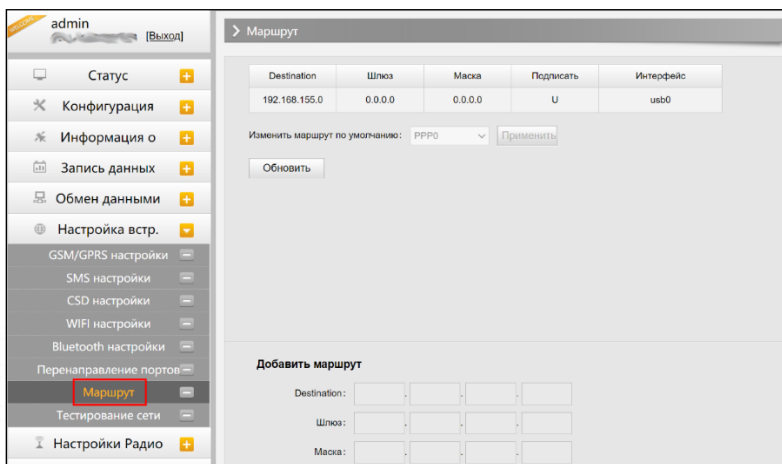 WELCOME
admin
[Выход]
Статус
Конфигурация
Информация о
Запись данных
Обмен данными
Настройка встр.
GSM/GPRS настройки
SMS настройки
CSD настройки
WIFI настройки
Bluetooth настройки
Перенаправление портов
Маршрут
Тестирование сети
Настройки Радио
Маршрут
Destination Шлюз Маска Подписать Интерфейс
192.168.155.0 0.0.0.0 0.0.0.0 U usb0
Изменить маршрут по умолчанию: PPP0 Применить
Обновить
Добавить маршрут
Destination:
Шлюз:
Маска: